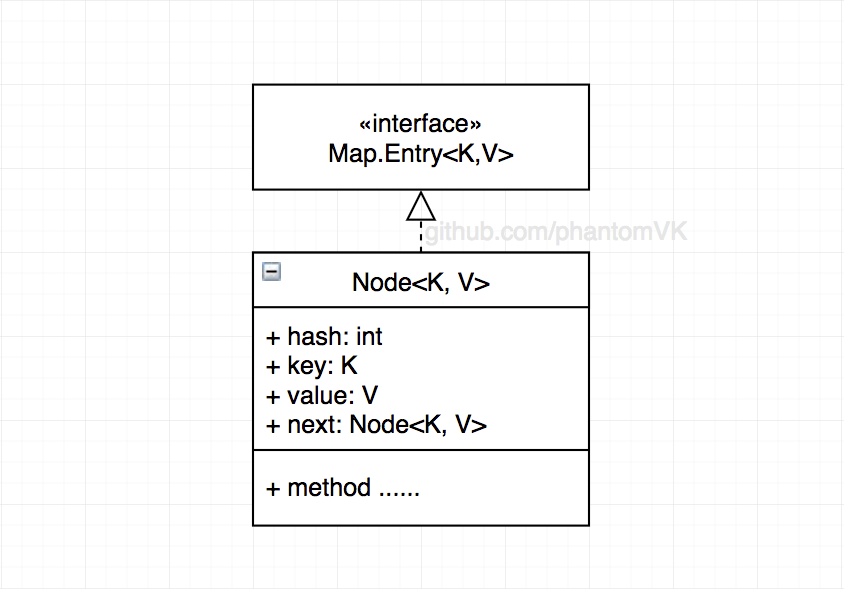 «interface»
Map.Entry<K,V>
github.com/phantomVK
Node<K, V>
+ hash: int
+ key: K
+ value: V
+ next: Node<K, V>
+ method ......